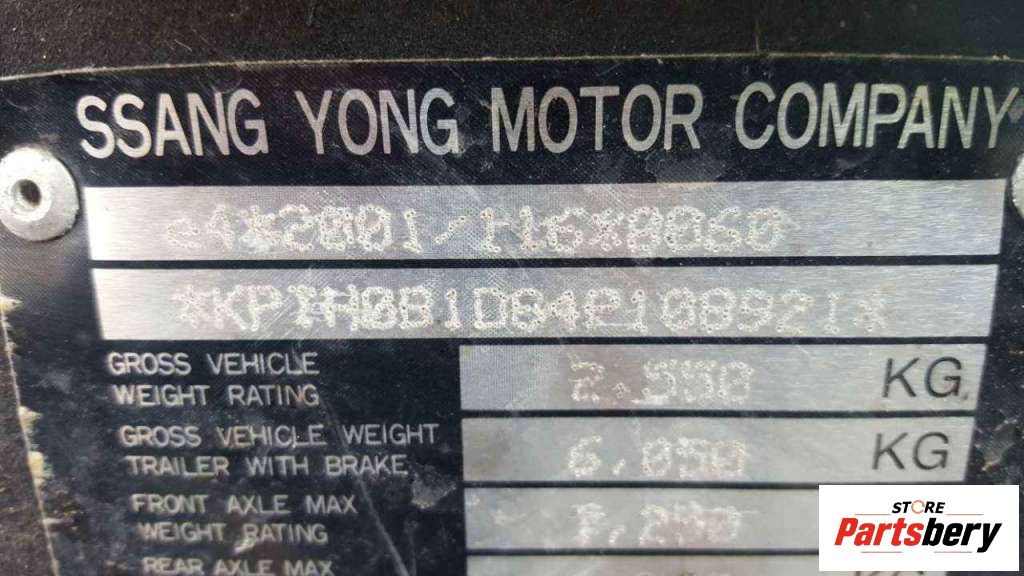 SSANG YONG MOTOR COMPANY
e4*2001/116*0060
GROSS VEHICLE
WEIGHT RATING 2.550 KG
GROSS VEHICLE WEIGHT
TRAILER WITH BRAKE 6.050 KG
FRONT AXLE MAX
WEIGHT RATING
REAR AXLE MAX
STORE
Partsbery